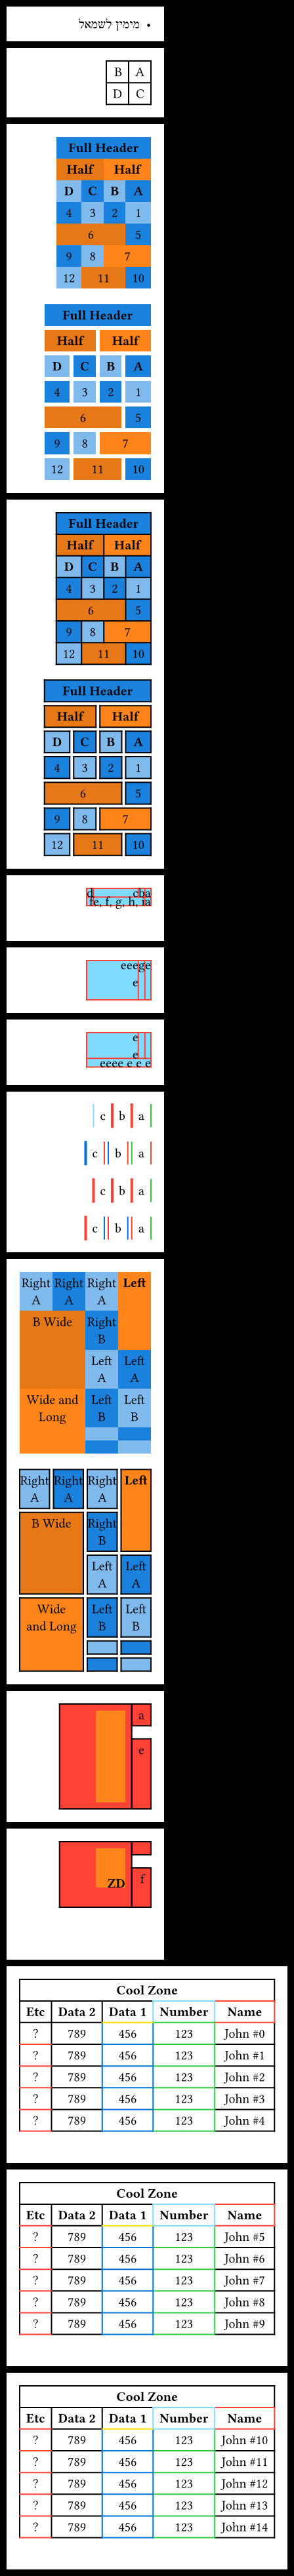 • מימין לשמאל
B A
D C
Full Header
Half Half
D C B A
4 3 2 1
6 5
9 8 7
12 11 10
Full Header
Half Half
D C B A
4 3 2 1
6 5
9 8 7
12 11 10
Full Header
Half Half
D C B A
4 3 2 1
6 5
9 8 7
12 11 10
Full Header
Half Half
D C B A
4 3 2 1
6 5
9 8 7
12 11 10
d cba
e, f, g, h,
e
e
e
eeee e e e
c b a
c b a
c b a
c b a
Right Right Right Left
A A A
B Wide Right
B
Left Left
A A
Wide and Left Left
Long B B
Right Right Right Left
A A A
B Wide Right
B
Left Left
A A
Wide Left Left
and Long B B
a
e
ZD f
Cool Zone
Etc Data 2 Data 1 Number Name
? 789 456 123 John #0
? 789 456 123 John #1
? 789 456 123 John #2
? 789 456 123 John #3
? 789 456 123 John #4
Cool Zone
Etc Data 2 Data 1 Number Name
? 789 456 123 John #5
? 789 456 123 John #6
? 789 456 123 John #7
? 789 456 123 John #8
? 789 456 123 John #9
Cool Zone
Etc Data 2 Data 1 Number Name
? 789 456 123 John #10
? 789 456 123 John #11
? 789 456 123 John #12
? 789 456 123 John #13
? 789 456 123 John #14